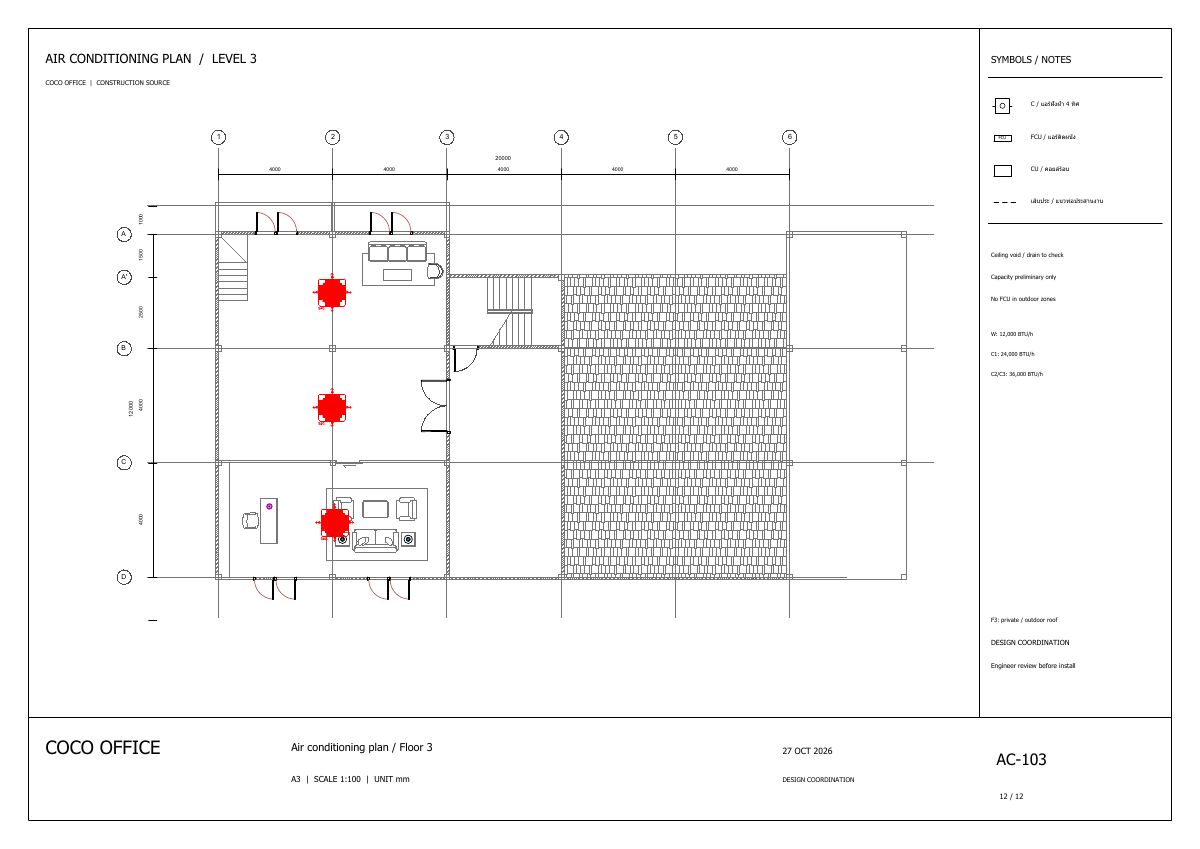 AIR CONDITIONING PLAN / LEVEL 3
COCO OFFICE | CONSTRUCTION SOURCE
SYMBOLS / NOTES
C / แอร์ฝังฝ้า 4 ทิศ
FCU
FCU / แอร์ติดผนัง
CU / คอยล์ร้อน
เส้นประ / แนวท่อประสานงาน
Ceiling void / drain to check
Capacity preliminary only
No FCU in outdoor zones
W: 12,000 BTU/h
C1: 24,000 BTU/h
C2/C3: 36,000 BTU/h
F3: private / outdoor roof
DESIGN COORDINATION
Engineer review before install
1 2 3 4 5 6
20000
4000 4000 4000 4000 4000
1000
A
1500
A'
2500
B
12000
4000
C
4000
D
COCO OFFICE
Air conditioning plan / Floor 3
A3 | SCALE 1:100 | UNIT mm
27 OCT 2026
DESIGN COORDINATION
AC-103
12 / 12